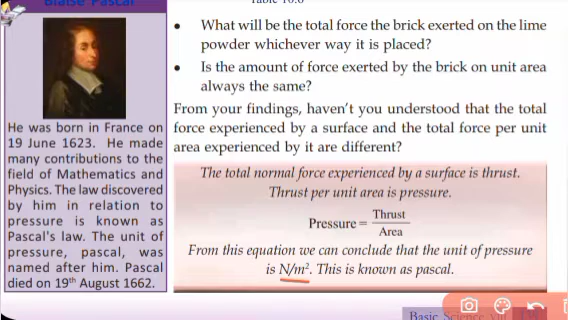 Blaise Pascal
He was born in France on
19 June 1623. He made
many contributions to the
field of Mathematics and
Physics. The law discovered
by him in relation to
pressure is known as
Pascal's law. The unit of
pressure, pascal, was
named after him. Pascal
died on 19th August 1662.
• What will be the total force the brick exerted on the lime
powder whichever way it is placed?
• Is the amount of force exerted by the brick on unit area
always the same?
From your findings, haven't you understood that the total
force experienced by a surface and the total force per unit
area experienced by it are different?
The total normal force experienced by a surface is thrust.
Thrust per unit area is pressure.
Pressure = Thrust
Area
From this equation we can conclude that the unit of pressure
is N/m². This is known as pascal.
Basic Science VIII